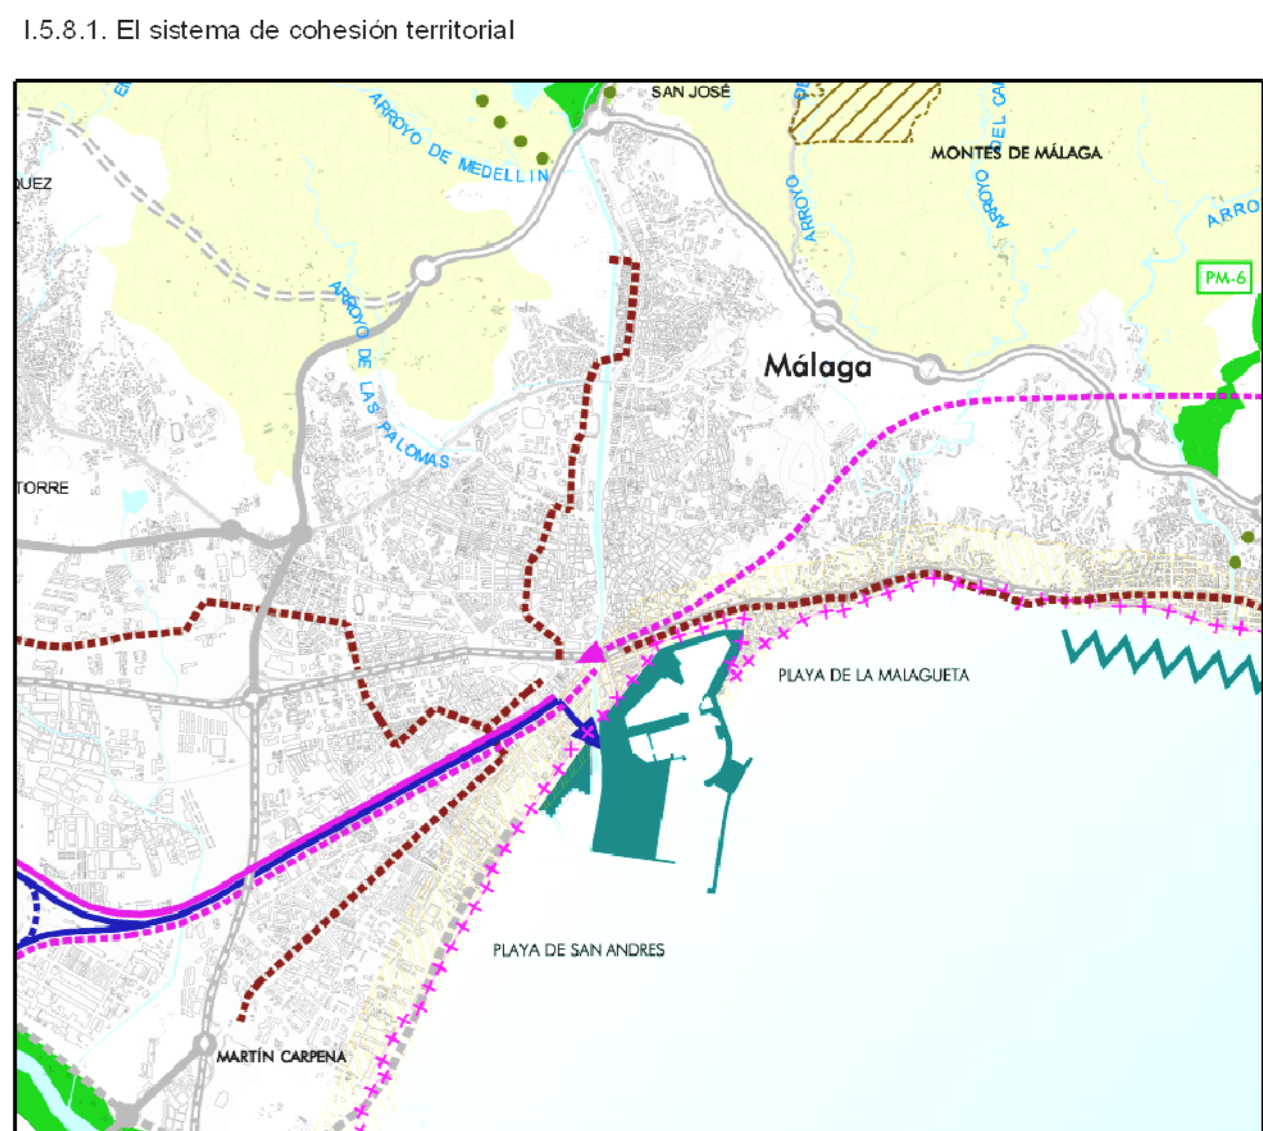 I.5.8.1. El sistema de cohesión territorial
SAN JOSÉ
ARROYO DE MEDELLIN
MONTES DE MÁLAGA
ARROYO DEL CA
ARROYO
ARRO
QUEZ
PM-6
ARROYO DE LAS PALOMAS
Málaga
TORRE
PLAYA DE LA MALAGUETA
PLAYA DE SAN ANDRES
MARTÍN CARPENA